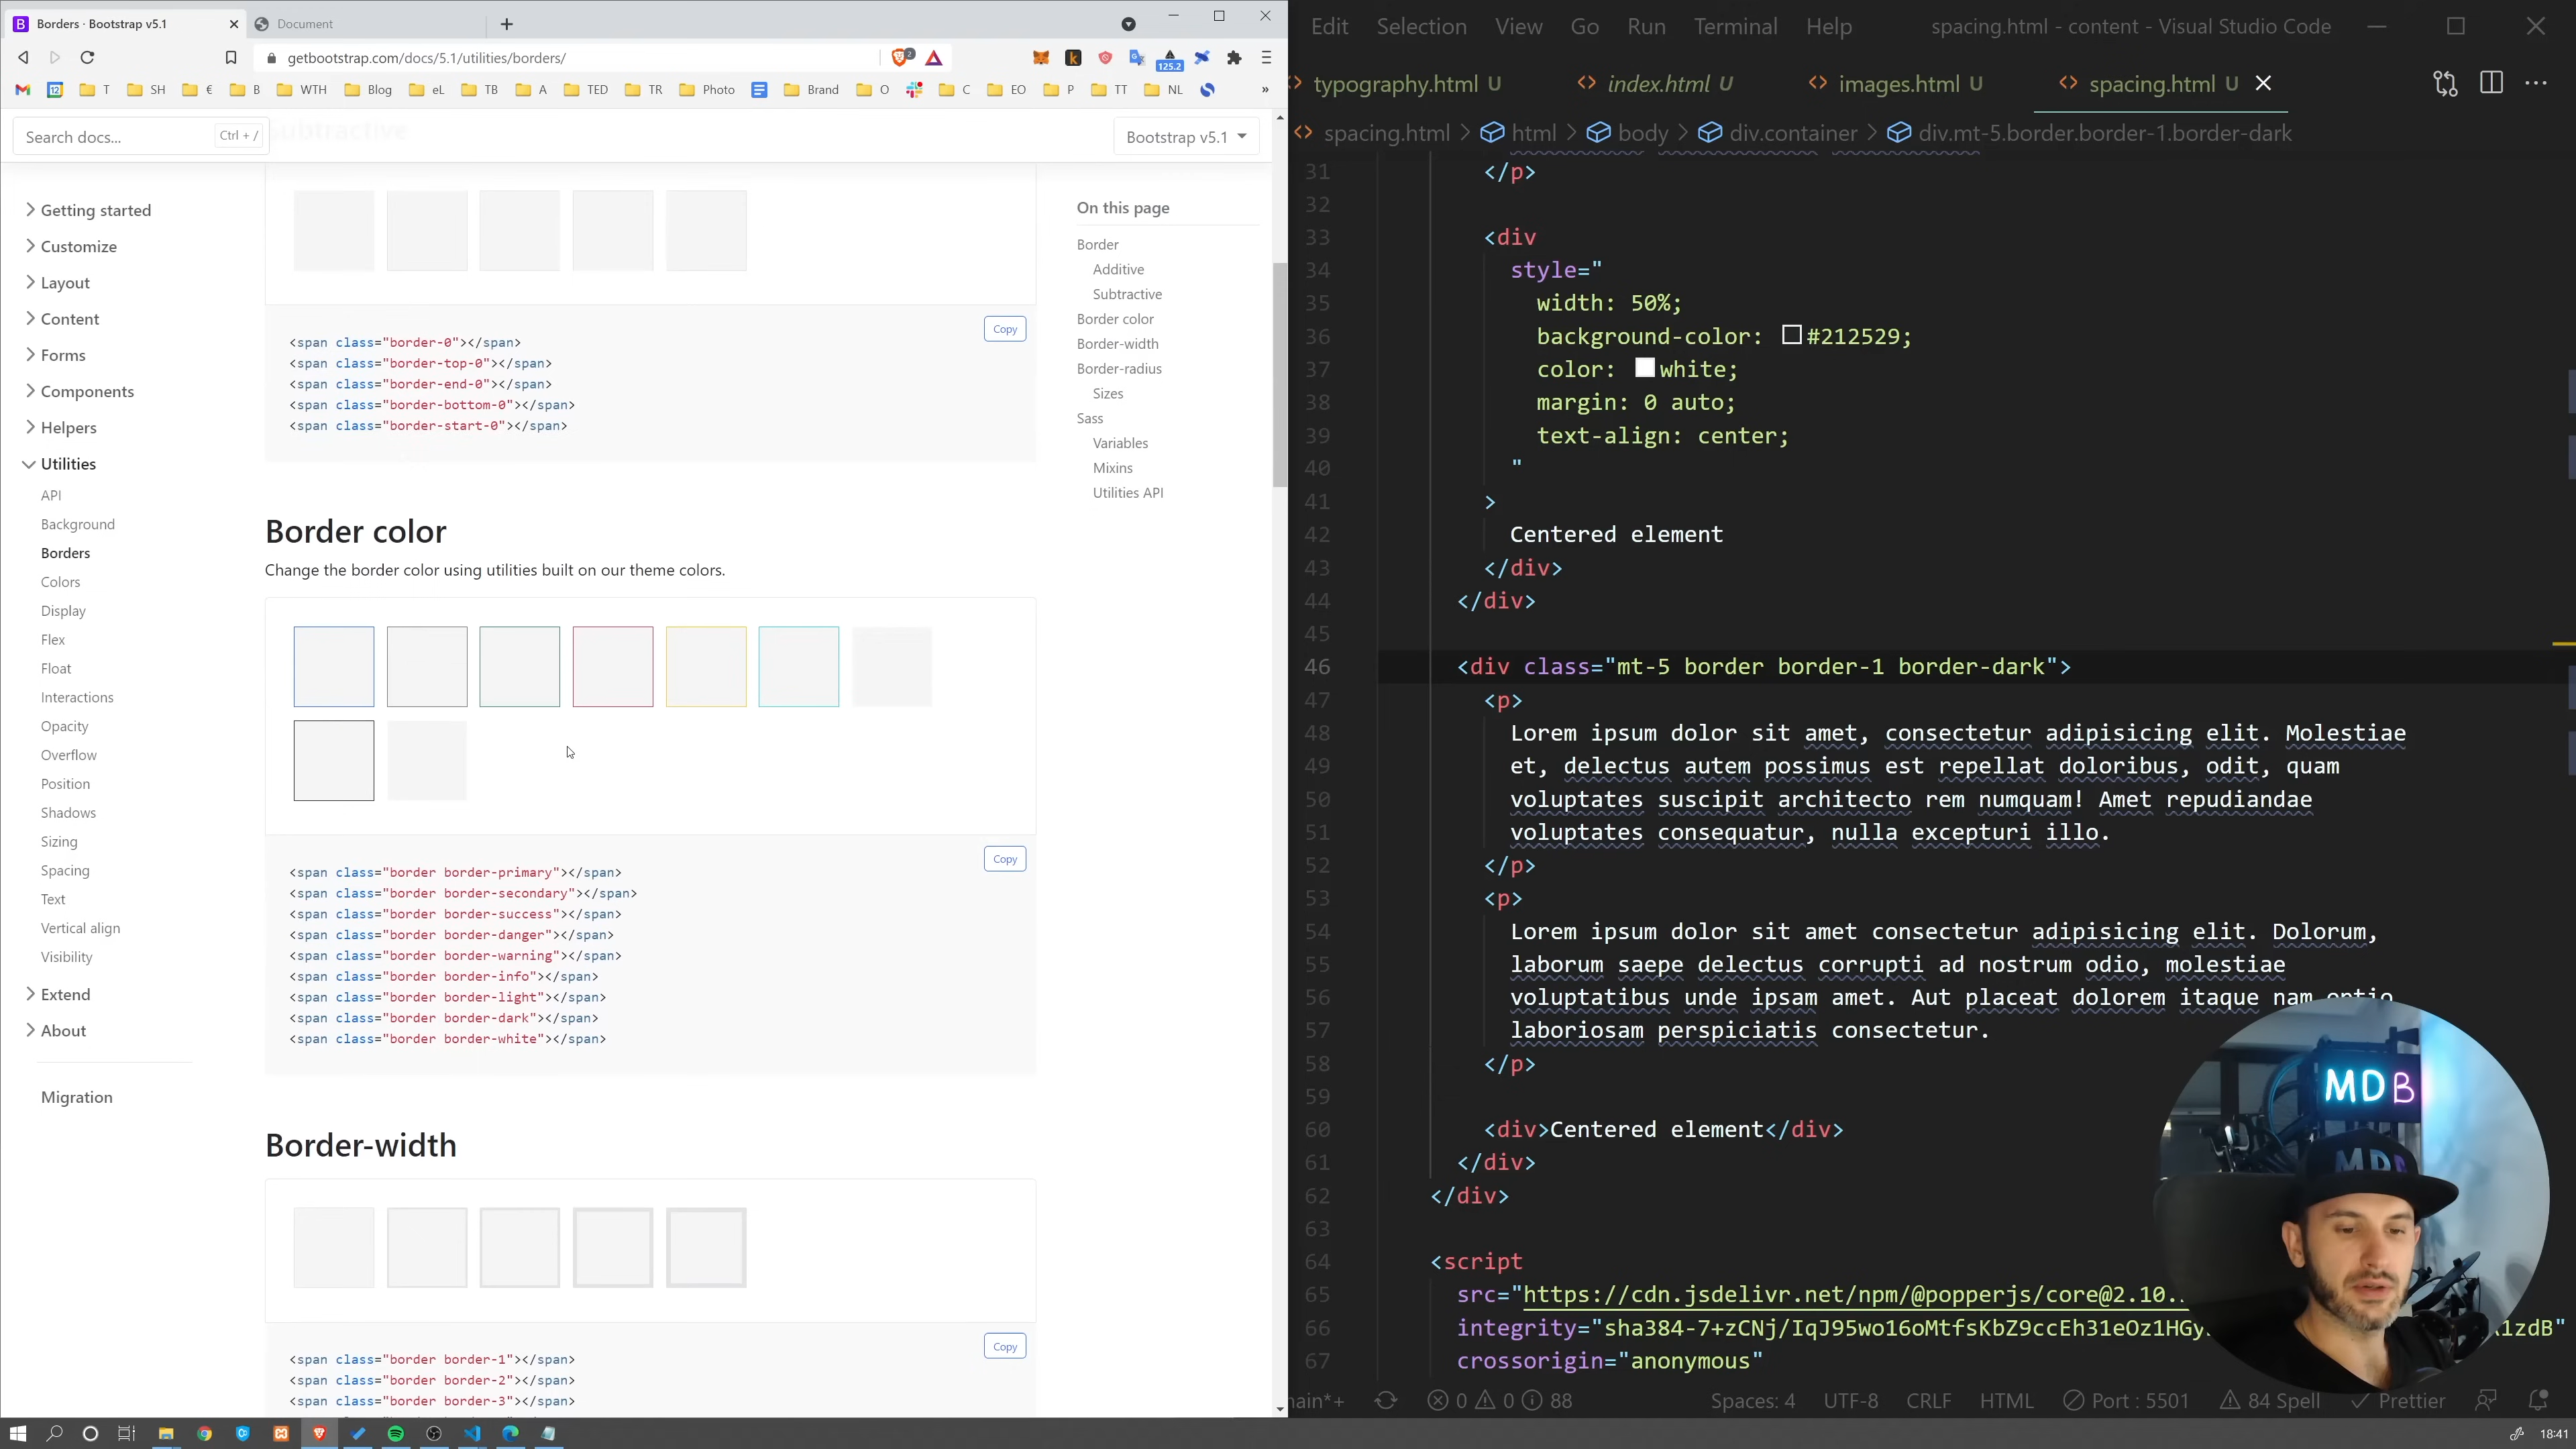 Borders · Bootstrap v5.1
Document
getbootstrap.com/docs/5.1/utilities/borders/
2
125.2
12
T
SH
€
B
WTH
Blog
eL
TB
A
TED
TR
Photo
Brand
O
C
EO
P
TT
NL
»
Search docs...
Ctrl + /
Subtractive
Bootstrap v5.1
Getting started
Customize
Layout
Content
Forms
Components
Helpers
Utilities
API
Background
Borders
Colors
Display
Flex
Float
Interactions
Opacity
Overflow
Position
Shadows
Sizing
Spacing
Text
Vertical align
Visibility
Extend
About
Migration
Copy
<span class="border-0"></span>
<span class="border-top-0"></span>
<span class="border-end-0"></span>
<span class="border-bottom-0"></span>
<span class="border-start-0"></span>
Border color
Change the border color using utilities built on our theme colors.
Copy
<span class="border border-primary"></span>
<span class="border border-secondary"></span>
<span class="border border-success"></span>
<span class="border border-danger"></span>
<span class="border border-warning"></span>
<span class="border border-info"></span>
<span class="border border-light"></span>
<span class="border border-dark"></span>
<span class="border border-white"></span>
Border-width
Copy
<span class="border border-1"></span>
<span class="border border-2"></span>
<span class="border border-3"></span>
On this page
Border
Additive
Subtractive
Border color
Border-width
Border-radius
Sizes
Sass
Variables
Mixins
Utilities API
Edit
Selection
View
Go
Run
Terminal
Help
spacing.html - content - Visual Studio Code
typography.html U
index.html U
images.html U
spacing.html U
spacing.html > html > body > div.container > div.mt-5.border.border-1.border-dark
31 </p>
32
33 <div
34 style="
35 width: 50%;
36 background-color: #212529;
37 color: white;
38 margin: 0 auto;
39 text-align: center;
40 "
41 >
42 Centered element
43 </div>
44 </div>
45
46 <div class="mt-5 border border-1 border-dark">
47 <p>
48 Lorem ipsum dolor sit amet, consectetur adipisicing elit. Molestiae
49 et, delectus autem possimus est repellat doloribus, odit, quam
50 voluptates suscipit architecto rem numquam! Amet repudiandae
51 voluptates consequatur, nulla excepturi illo.
52 </p>
53 <p>
54 Lorem ipsum dolor sit amet consectetur adipisicing elit. Dolorum,
55 laborum saepe delectus corrupti ad nostrum odio, molestiae
56 voluptatibus unde ipsam amet. Aut placeat dolorem itaque nam optio
57 laboriosam perspiciatis consectetur.
58 </p>
59
60 <div>Centered element</div>
61 </div>
62 </div>
63
64 <script
65 src="https://cdn.jsdelivr.net/npm/@popperjs/core@2.10.
66 integrity="sha384-7+zCNj/IqJ95wo16oMtfsKbZ9ccEh31eOz1HGy
67 crossorigin="anonymous"
MDB
MDB
0 0 88
Spaces: 4
UTF-8
CRLF
HTML
Port : 5501
84 Spell
Prettier
18:41